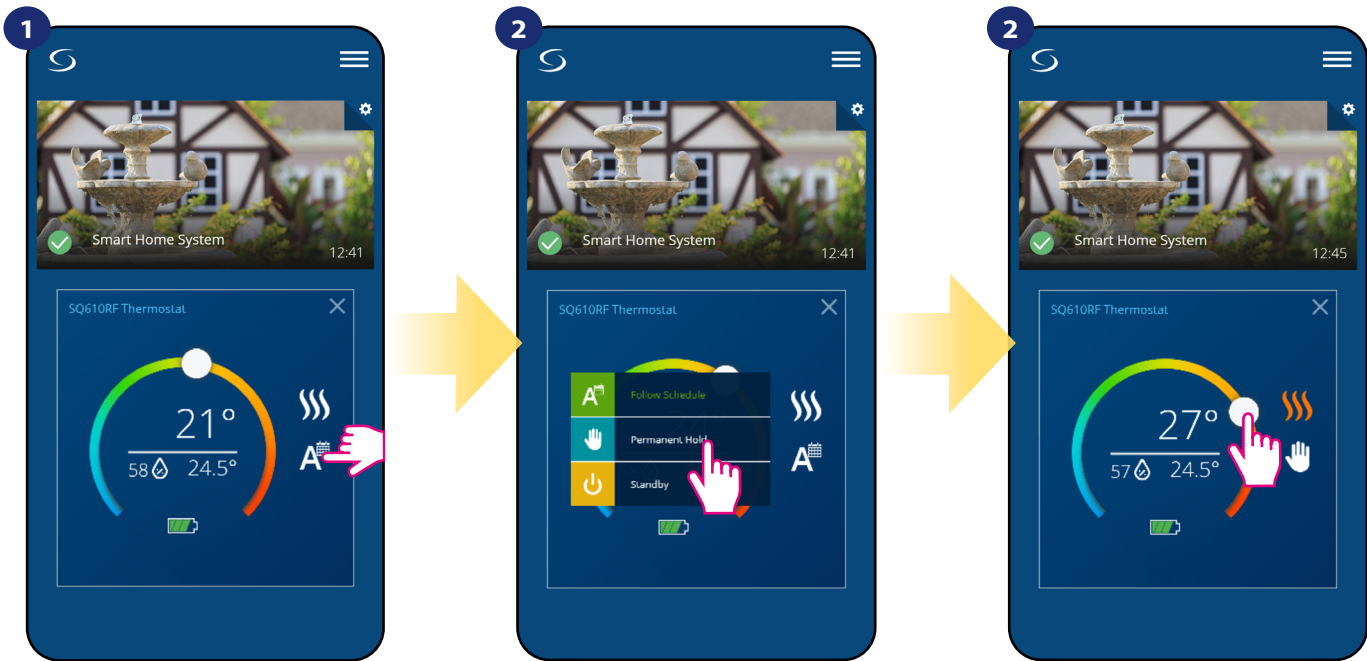 1
Smart Home System
12:41
SQ610RF Thermostat
21°
58 24.5°
A
2
Smart Home System
12:41
SQ610RF Thermostat
A Follow Schedule
Permanent Hold
Standby
A
2
Smart Home System
12:45
SQ610RF Thermostat
27°
57 24.5°